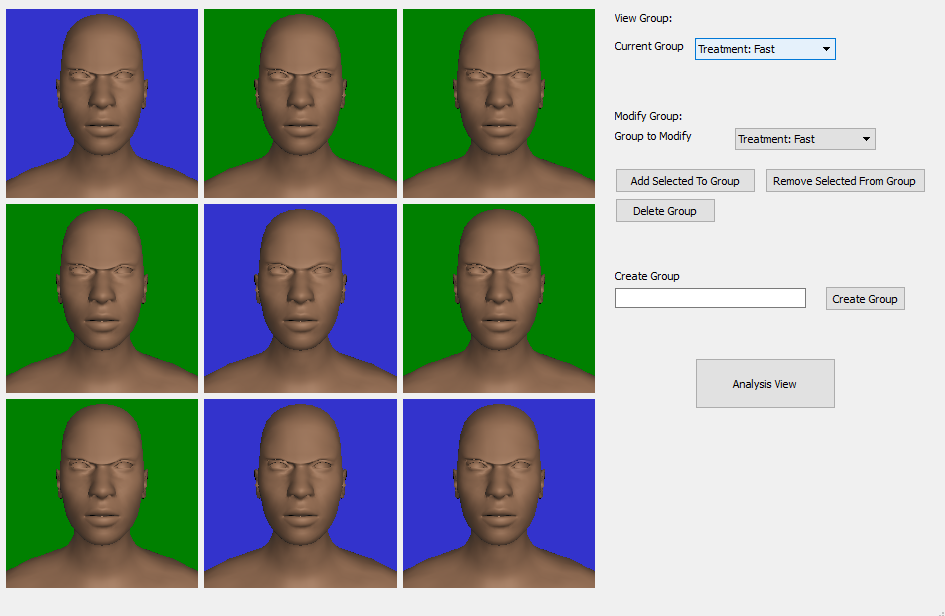 View Group:
Current Group
Treatment: Fast
Modify Group:
Group to Modify
Treatment: Fast
Add Selected To Group
Remove Selected From Group
Delete Group
Create Group
Create Group
Analysis View